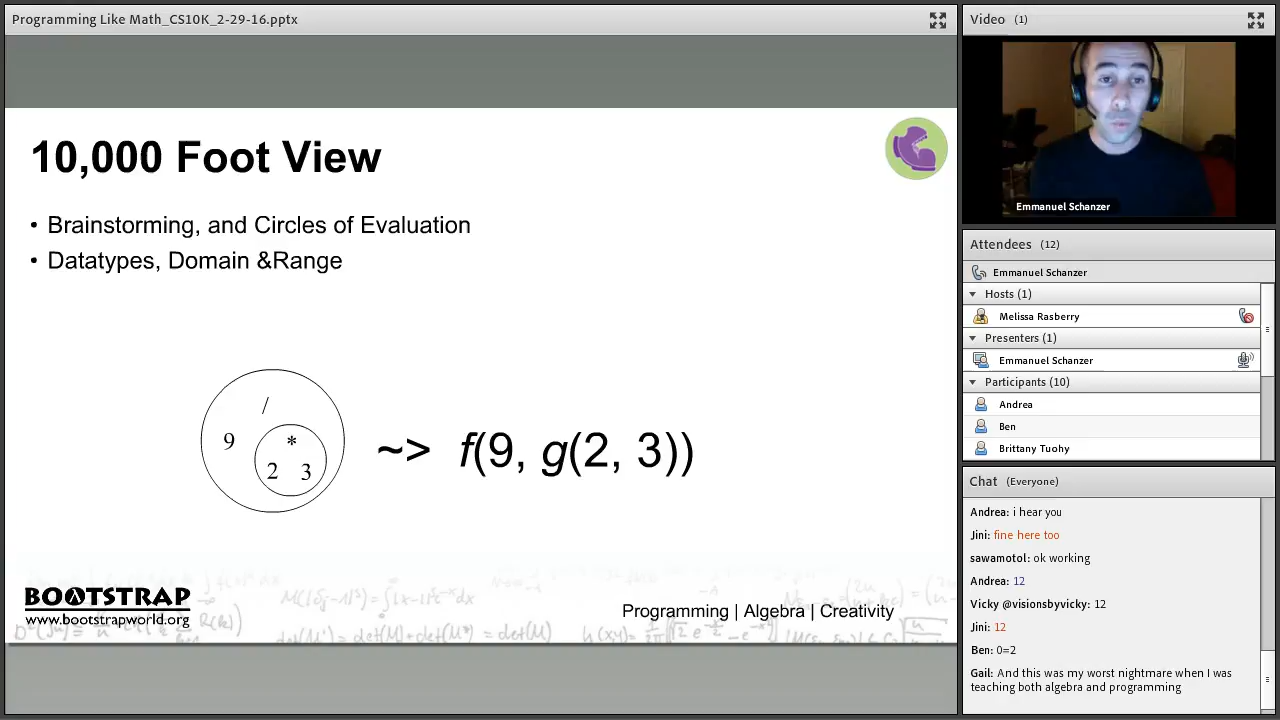 Programming Like Math_CS10K_2-29-16.pptx
10,000 Foot View
• Brainstorming, and Circles of Evaluation
• Datatypes, Domain &Range
/
9
*
2 3
~> f(9, g(2, 3))
BOOTSTRAP
www.bootstrapworld.org
Programming | Algebra | Creativity
Video (1)
Emmanuel Schanzer
Attendees (12)
Emmanuel Schanzer
Hosts (1)
Melissa Rasberry
Presenters (1)
Emmanuel Schanzer
Participants (10)
Andrea
Ben
Brittany Tuohy
Chat (Everyone)
Andrea: i hear you
Jini: fine here too
sawamotol: ok working
Andrea: 12
Vicky @visionsbyvicky: 12
Jini: 12
Ben: 0=2
Gail: And this was my worst nightmare when I was
teaching both algebra and programming